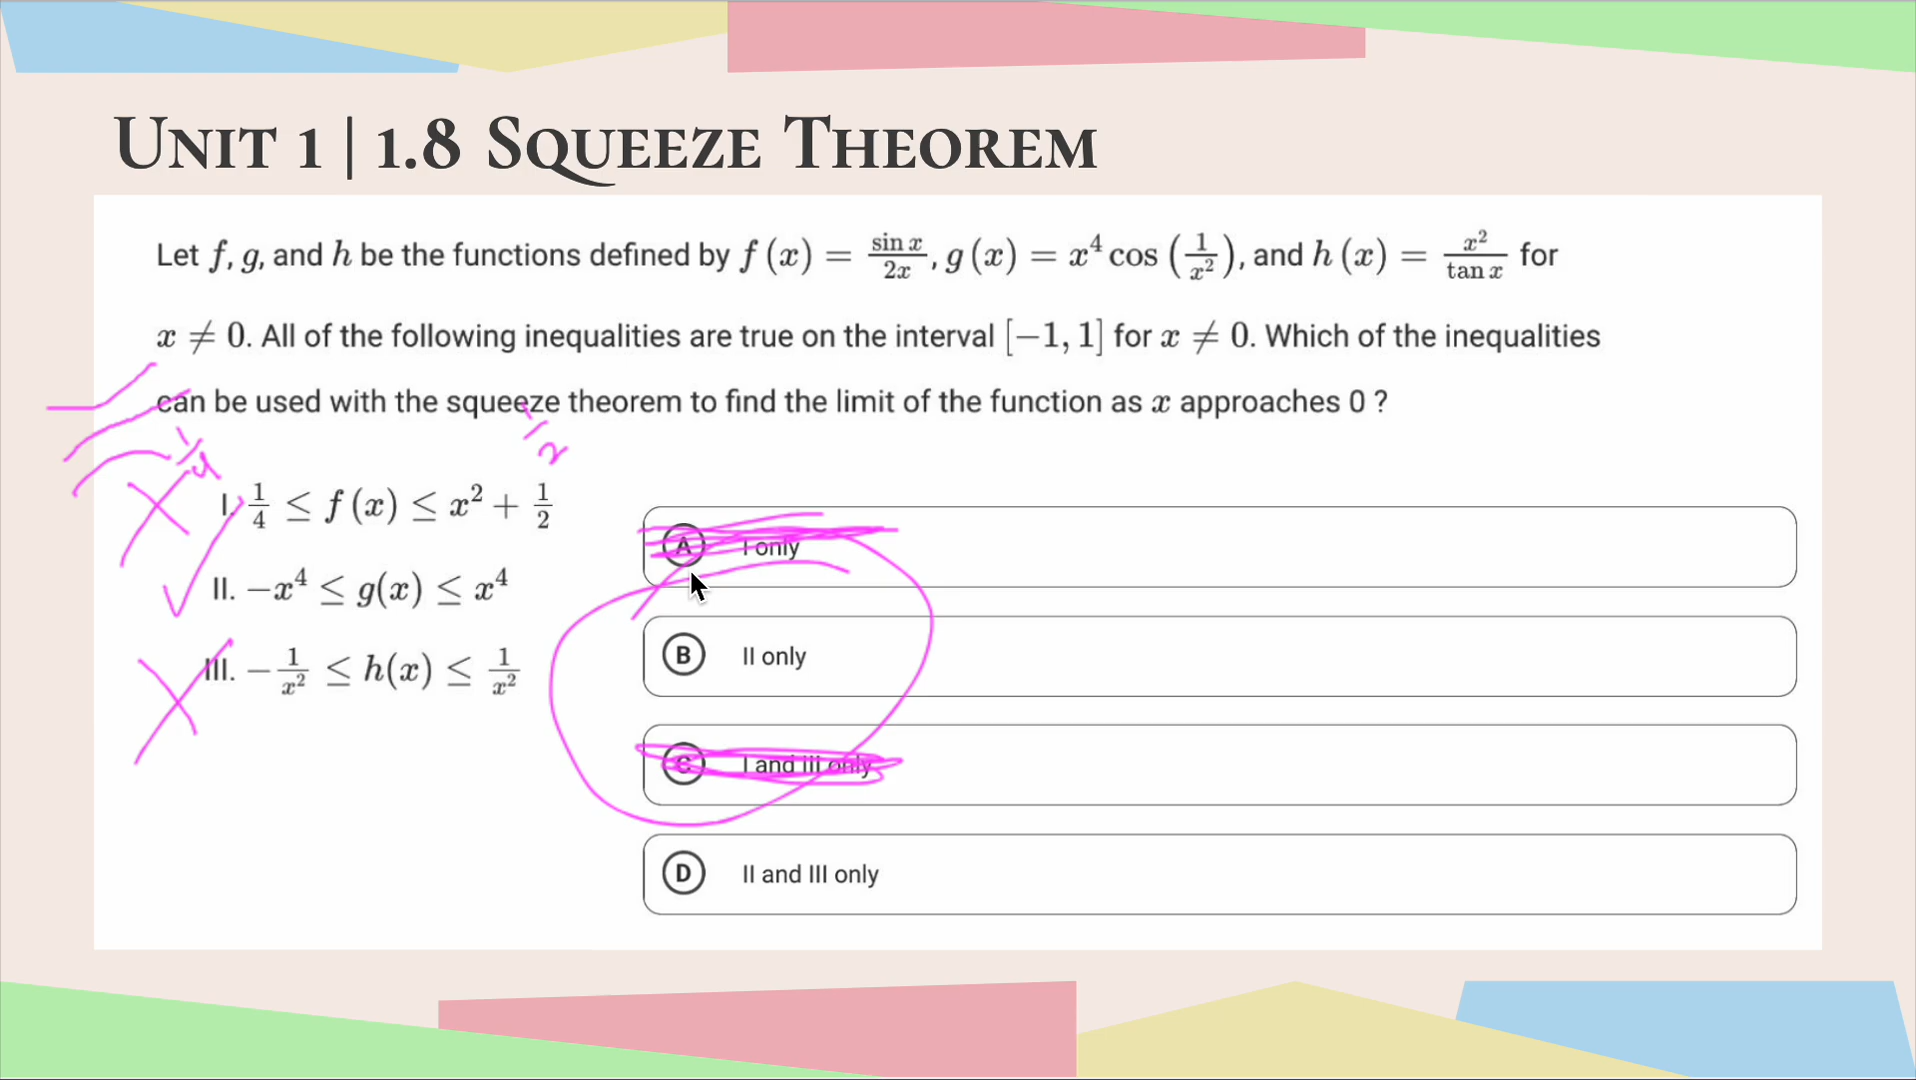 UNIT 1 | 1.8 SQUEEZE THEOREM
Let f, g, and h be the functions defined by f (x) = sin x / 2x, g (x) = x⁴ cos (1/x²), and h (x) = x² / tan x for
x ≠ 0. All of the following inequalities are true on the interval [−1, 1] for x ≠ 0. Which of the inequalities
can be used with the squeeze theorem to find the limit of the function as x approaches 0 ?
1/4
1/2
I. 1/4 ≤ f (x) ≤ x² + 1/2
II. −x⁴ ≤ g(x) ≤ x⁴
III. −1/x² ≤ h(x) ≤ 1/x²
A I only
B II only
C I and III only
D II and III only